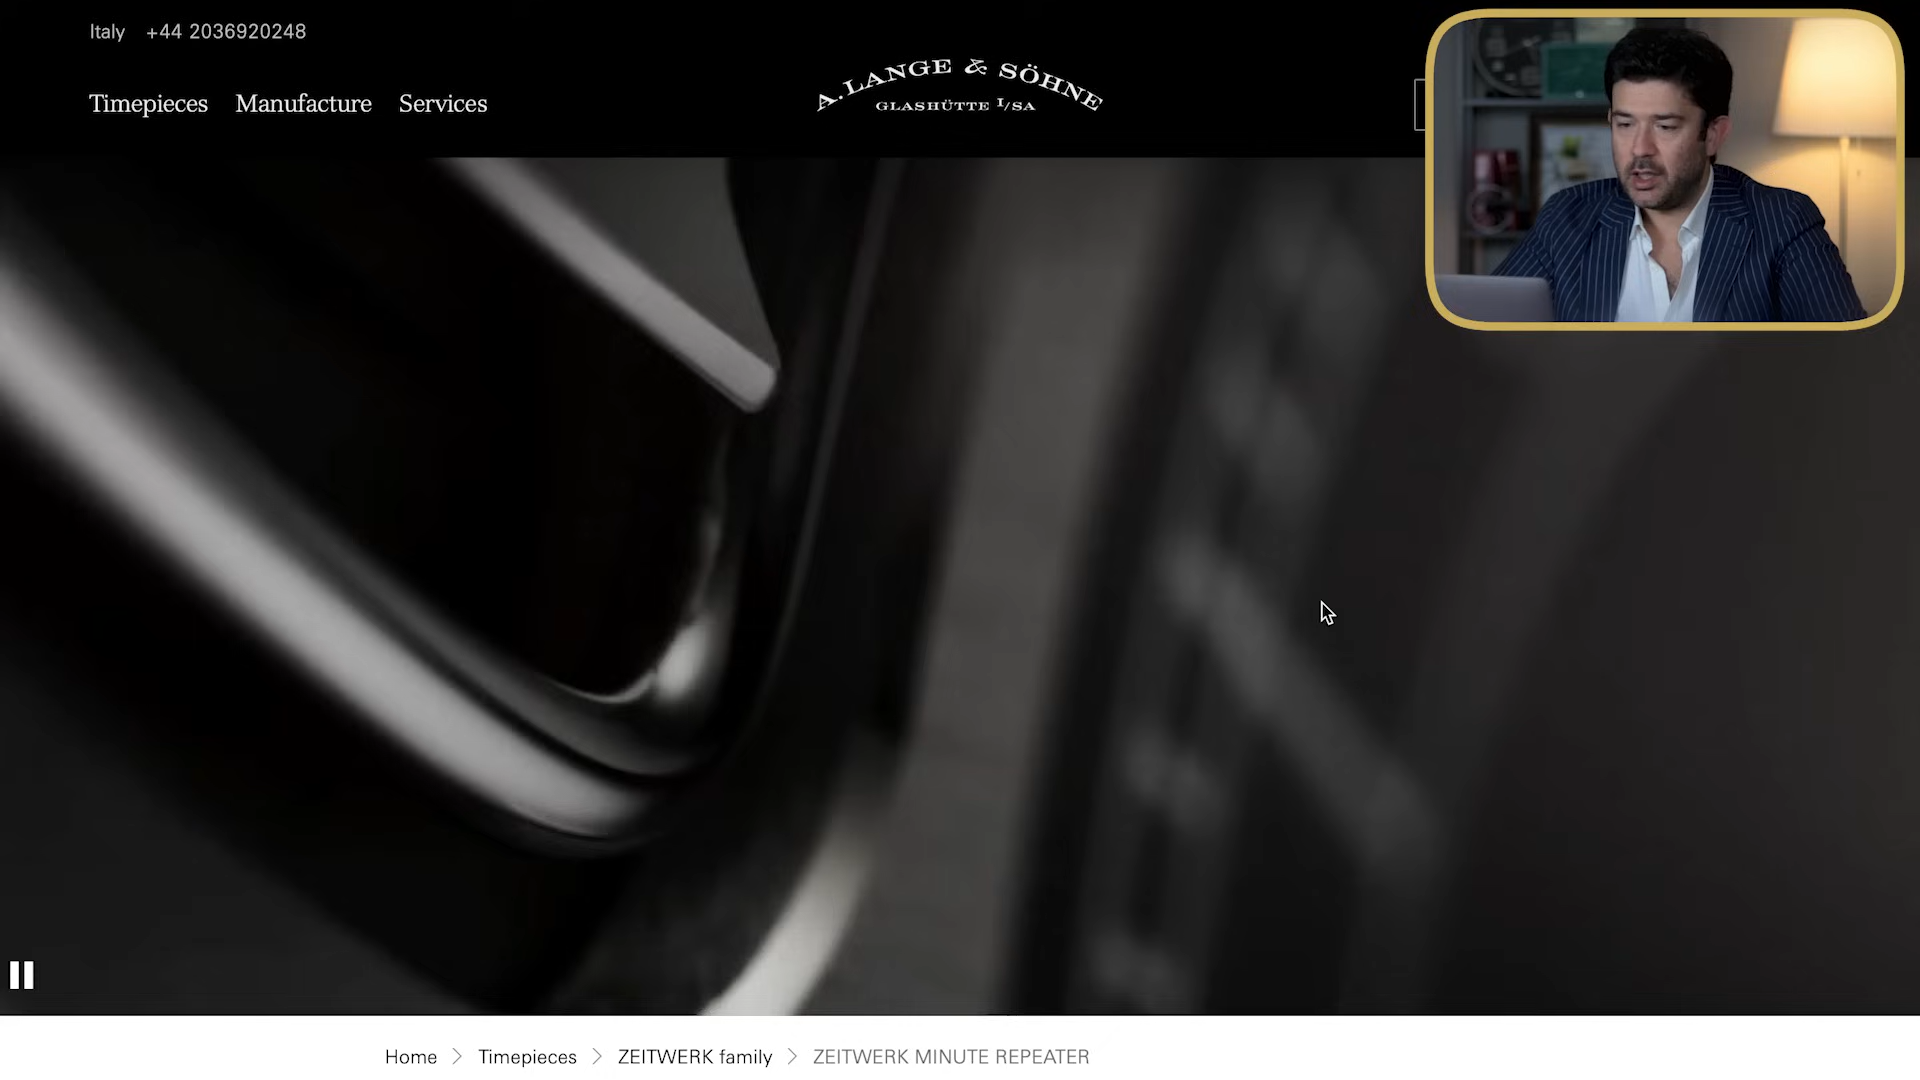 Italy +44 2036920248
A. LANGE & SÖHNE
GLASHÜTTE I/SA
Timepieces Manufacture Services
Home > Timepieces > ZEITWERK family > ZEITWERK MINUTE REPEATER